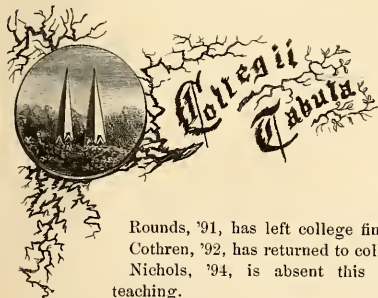 Collegii
Tabula
Rounds, '91, has left college fin
Cothren, '92, has returned to col
Nichols, '94, is absent this
teaching.